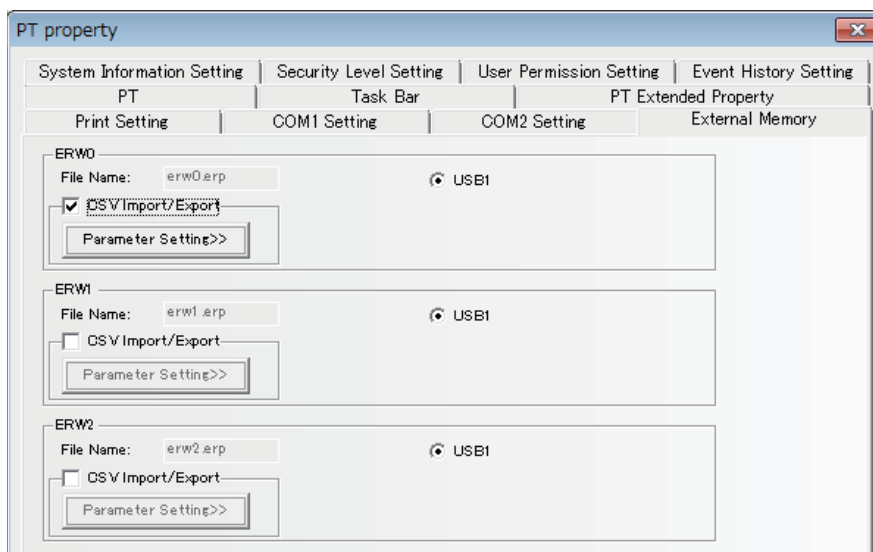 PT property
System Information Setting Security Level Setting User Permission Setting Event History Setting
PT Task Bar PT Extended Property
Print Setting COM1 Setting COM2 Setting External Memory
ERW0
File Name: erw0.erp USB1
CSV Import/Export
Parameter Setting>>
ERW1
File Name: erw1.erp USB1
CSV Import/Export
Parameter Setting>>
ERW2
File Name: erw2.erp USB1
CSV Import/Export
Parameter Setting>>